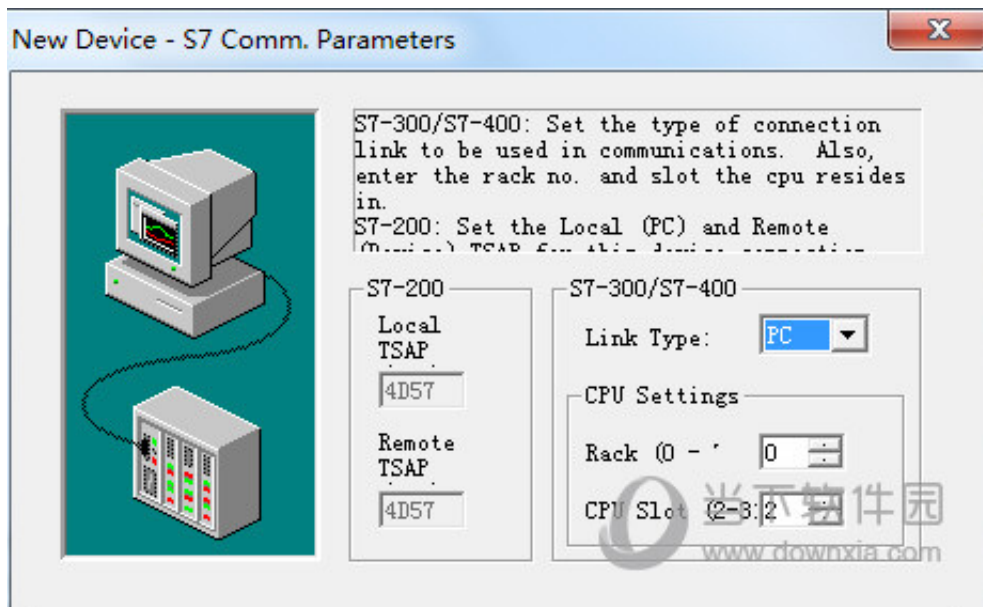 New Device - S7 Comm. Parameters
S7-300/S7-400: Set the type of connection
link to be used in communications. Also,
enter the rack no. and slot the cpu resides
in.
S7-200: Set the Local (PC) and Remote
S7-200
Local
TSAP
4D57
Remote
TSAP
4D57
S7-300/S7-400
Link Type:
PC
CPU Settings
Rack (0 -
0
CPU Slot (2-3:
2
当下软件园
www.downxia.com